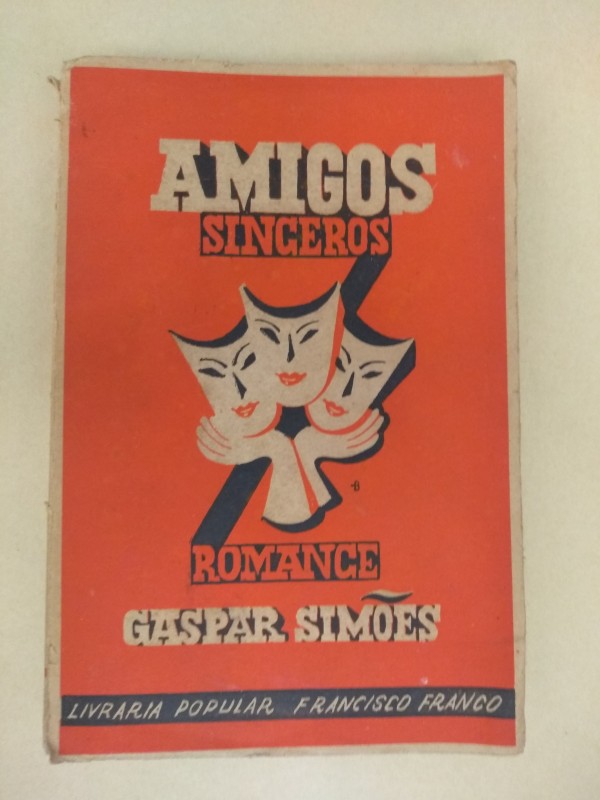 AMIGOS
SINCEROS
ROMANCE
GASPAR SIMÕES
LIVRARIA POPULAR FRANCISCO FRANCO